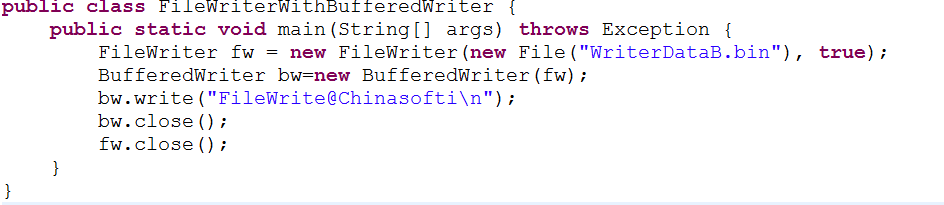 public class FileWriterWithBufferedWriter {
    public static void main(String[] args) throws Exception {
        FileWriter fw = new FileWriter(new File("WriterDataB.bin"), true);
        BufferedWriter bw=new BufferedWriter(fw);
        bw.write("FileWrite@Chinasofti\n");
        bw.close();
        fw.close();
    }
}